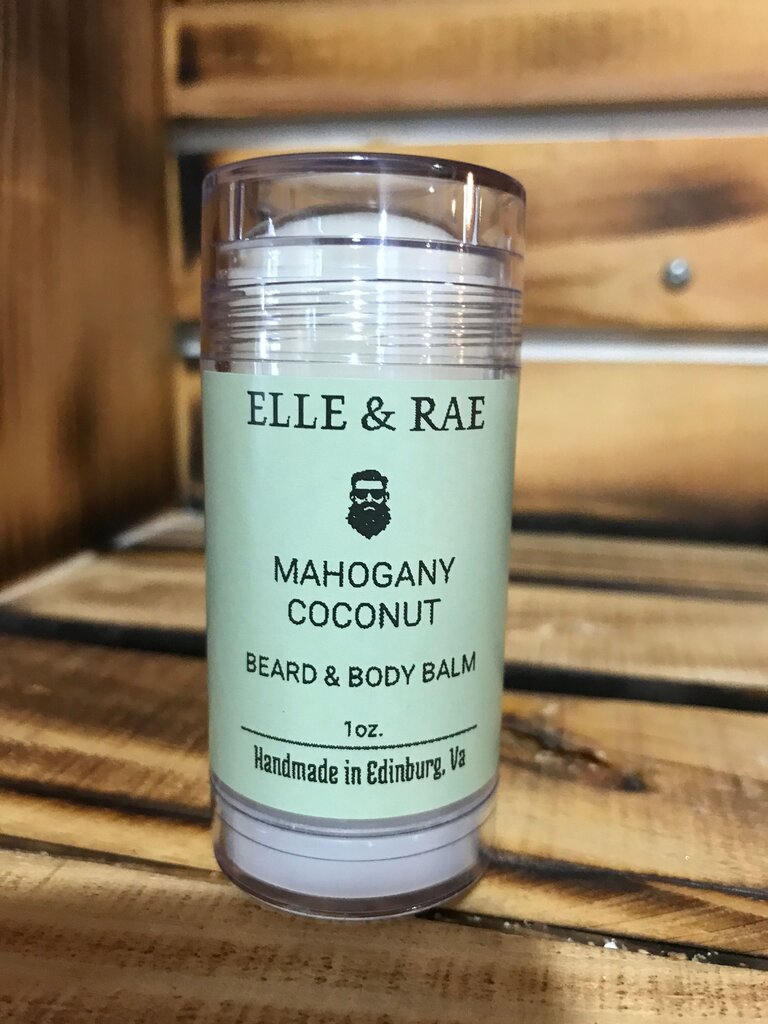 ELLE & RAE
MAHOGANY
COCONUT
BEARD & BODY BALM
1oz.
Handmade in Edinburg, Va